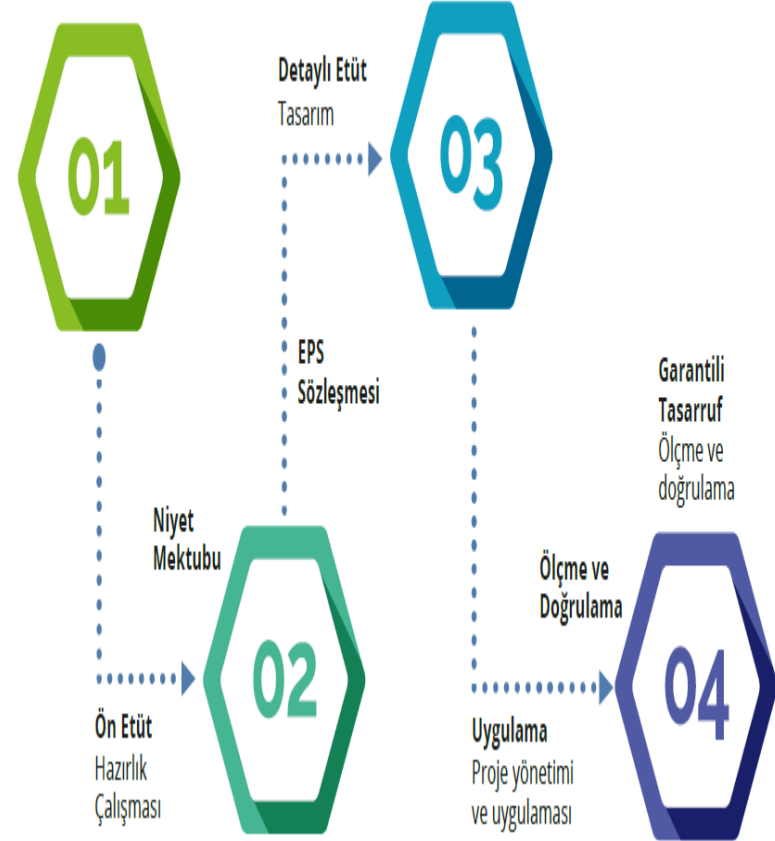 01
Ön Etüt
Hazırlık
Çalışması
Niyet
Mektubu
02
EPS
Sözleşmesi
Detaylı Etüt
Tasarım
03
Uygulama
Proje yönetimi
ve uygulaması
Ölçme ve
Doğrulama
04
Garantili
Tasarruf
Ölçme ve
doğrulama